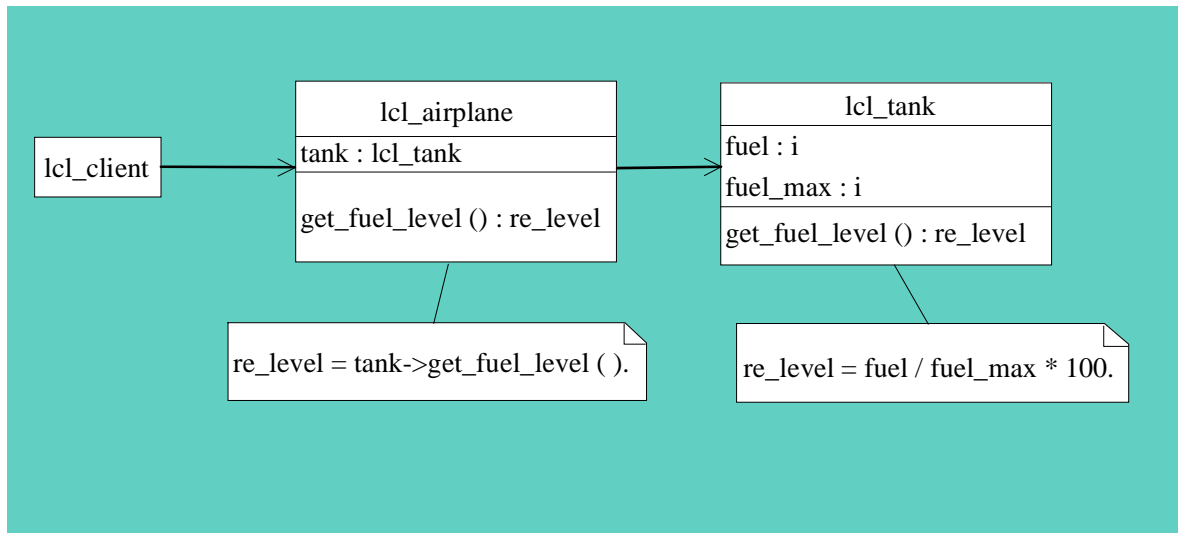 lcl_client
lcl_airplane
tank : lcl_tank
get_fuel_level () : re_level
re_level = tank->get_fuel_level ( ).
lcl_tank
fuel : i
fuel_max : i
get_fuel_level () : re_level
re_level = fuel / fuel_max * 100.